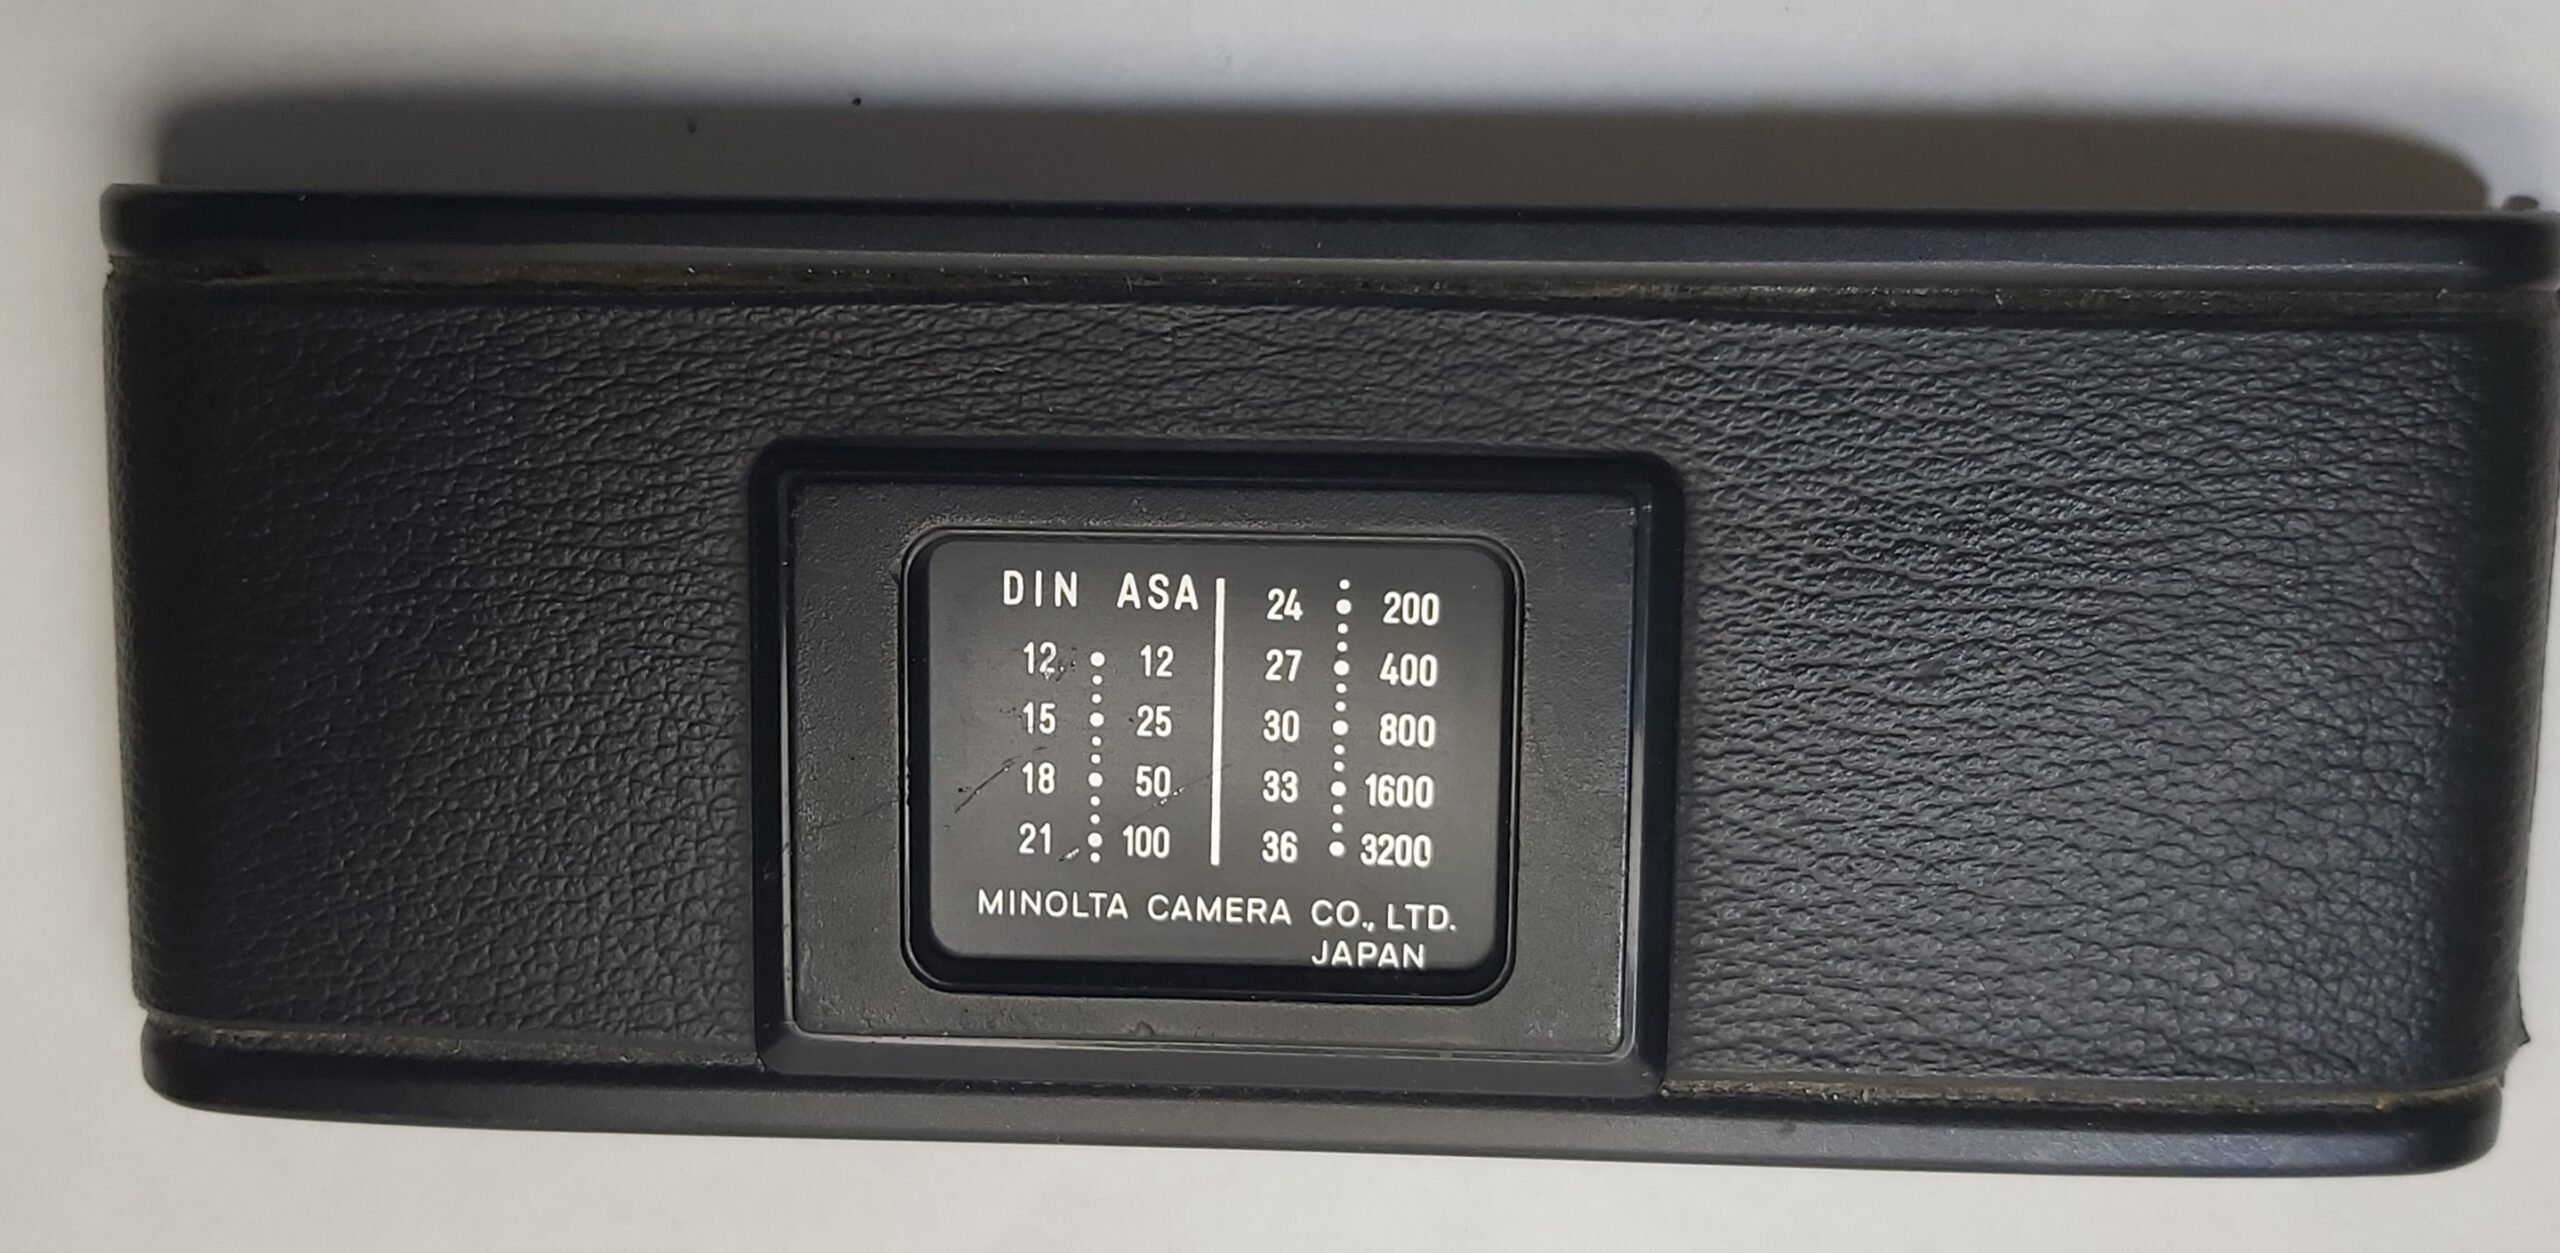 DIN ASA 24 200
12 12 27 400
15 25 30 800
18 50 33 1600
21 100 36 3200
MINOLTA CAMERA CO., LTD.
JAPAN